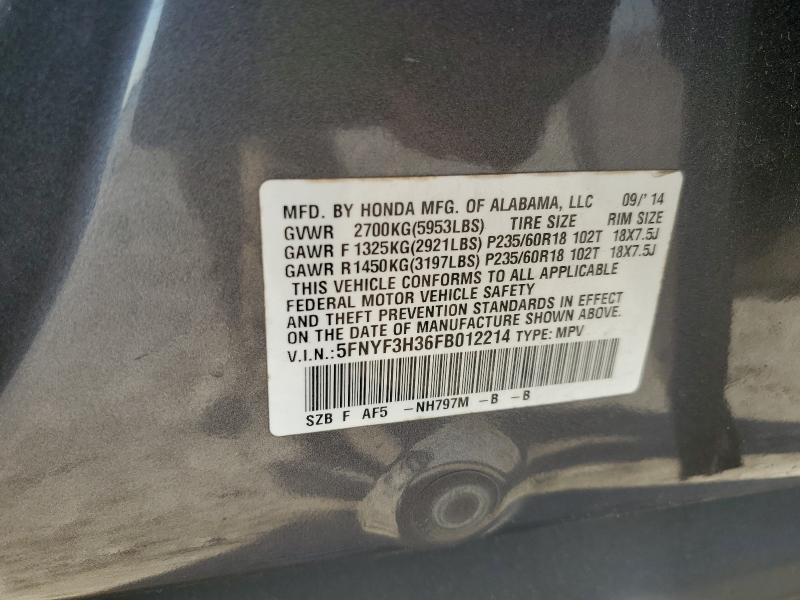 MFD. BY HONDA MFG. OF ALABAMA, LLC 09/'14
GVWR 2700KG(5953LBS) TIRE SIZE RIM SIZE
GAWR F 1325KG(2921LBS) P235/60R18 102T 18X7.5J
GAWR R1450KG(3197LBS) P235/60R18 102T 18X7.5J
THIS VEHICLE CONFORMS TO ALL APPLICABLE
FEDERAL MOTOR VEHICLE SAFETY
AND THEFT PREVENTION STANDARDS IN EFFECT
ON THE DATE OF MANUFACTURE SHOWN ABOVE.
V.I.N.:5FNYF3H36FB012214 TYPE: MPV
SZB F AF5 -NH797M -B -B